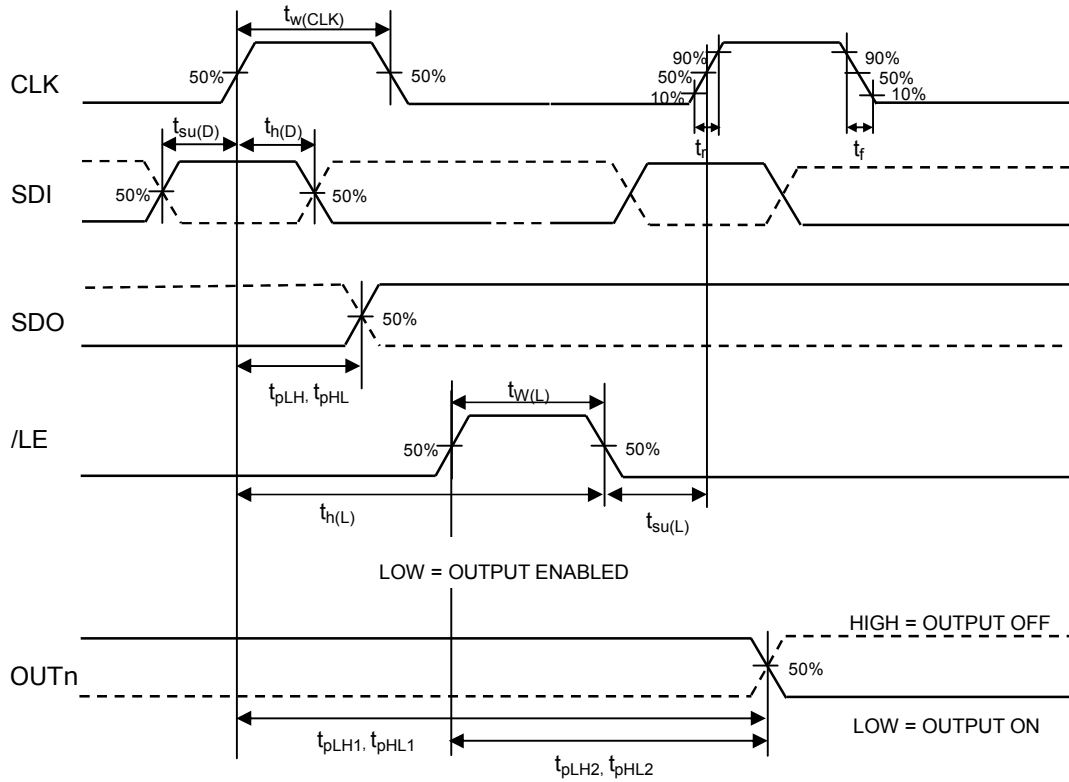 tw(CLK)
CLK
50%
50%
90%
50%
10%
90%
50%
10%
tr
tf
tsu(D)
th(D)
SDI
50%
50%
SDO
50%
tpLH, tpHL
tW(L)
/LE
50%
50%
th(L)
tsu(L)
LOW = OUTPUT ENABLED
HIGH = OUTPUT OFF
OUTn
50%
LOW = OUTPUT ON
tpLH1, tpHL1
tpLH2, tpHL2